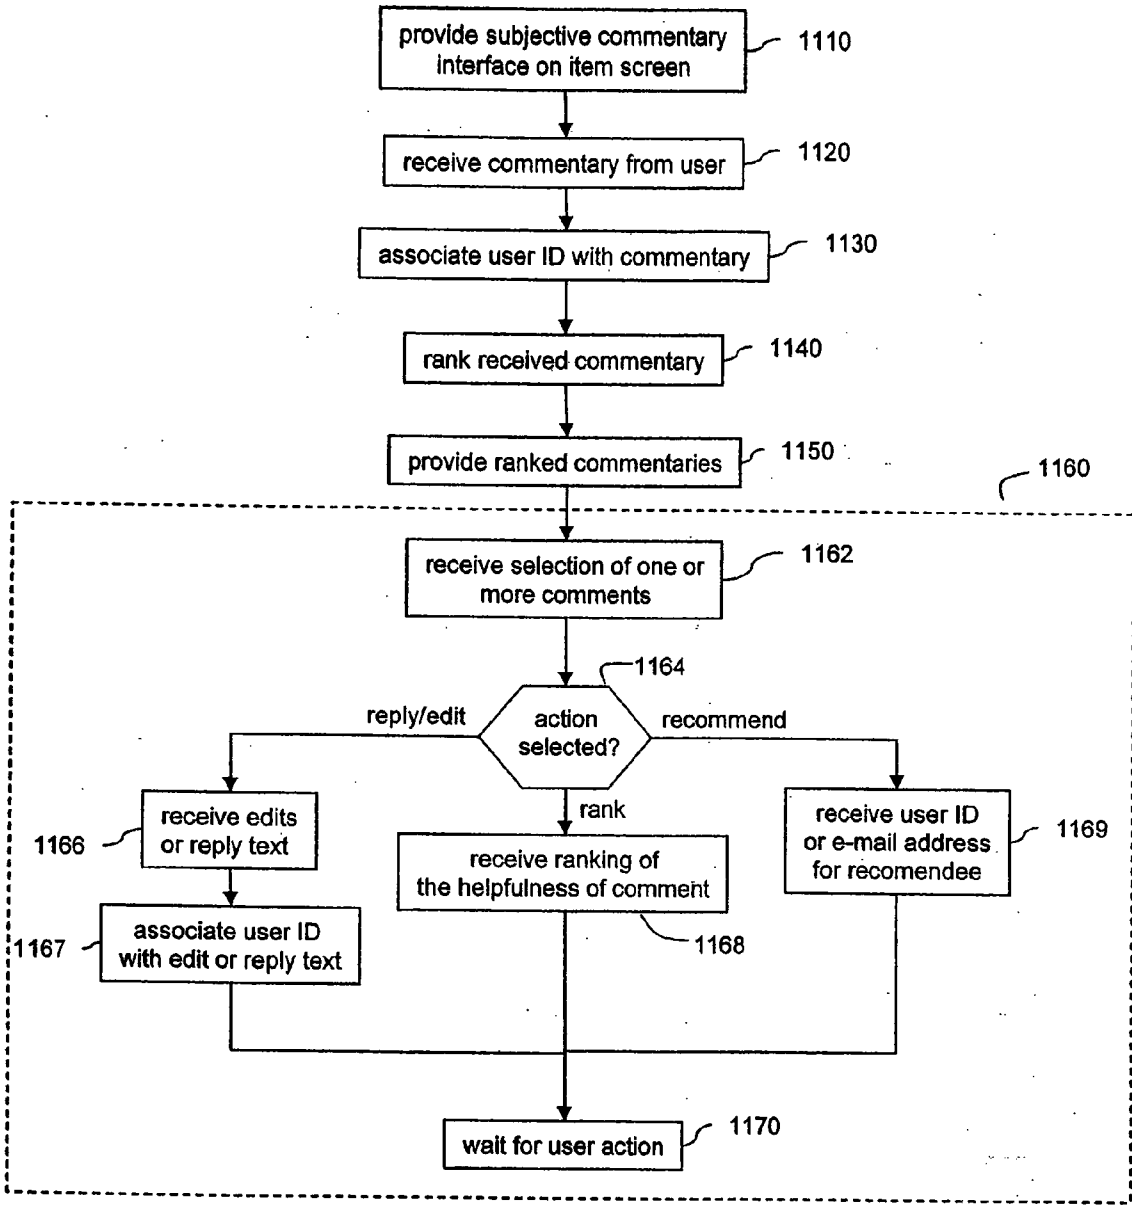 provide subjective commentary
interface on item screen
1110
receive commentary from user
1120
associate user ID with commentary
1130
rank received commentary
1140
provide ranked commentaries
1150
1160
receive selection of one or
more comments
1162
1164
action
selected?
reply/edit
recommend
rank
receive edits
or reply text
1166
associate user ID
with edit or reply text
1167
receive ranking of
the helpfulness of comment
1168
receive user ID
or e-mail address
for recomendee
1169
wait for user action
1170